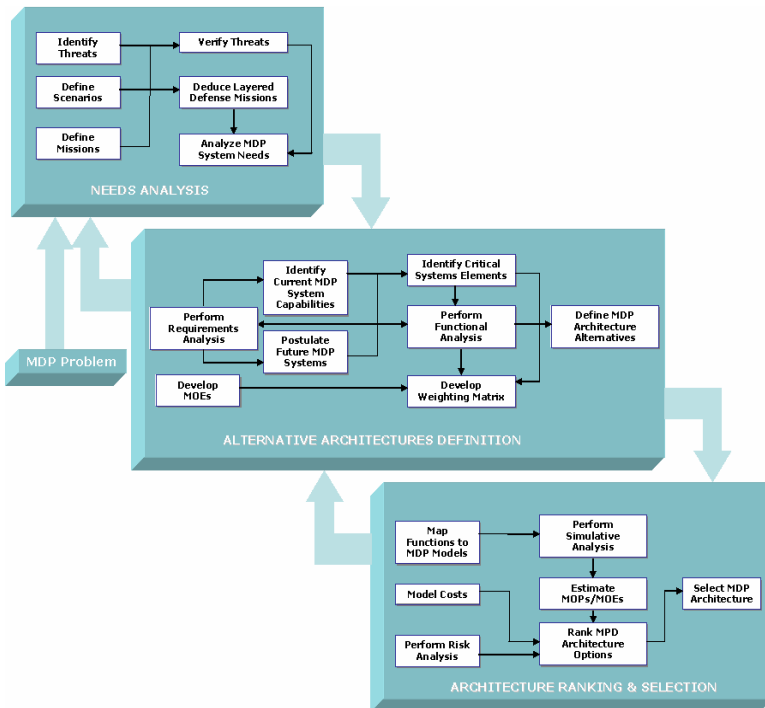 Identify
Threats
Verify Threats
Define
Scenarios
Deduce Layered
Defense Missions
Define
Missions
Analyze MDP
System Needs
NEEDS ANALYSIS
MDP Problem
Identify
Current MDP
System
Capabilities
Identify Critical
Systems Elements
Perform
Requirements
Analysis
Perform
Functional
Analysis
Define MDP
Architecture
Alternatives
Postulate
Future MDP
Systems
Develop
MOEs
Develop
Weighting Matrix
ALTERNATIVE ARCHITECTURES DEFINITION
Map
Functions to
MDP Models
Perform
Simulative
Analysis
Model Costs
Estimate
MOPs/MOEs
Select MDP
Architecture
Perform Risk
Analysis
Rank MPD
Architecture
Options
ARCHITECTURE RANKING & SELECTION